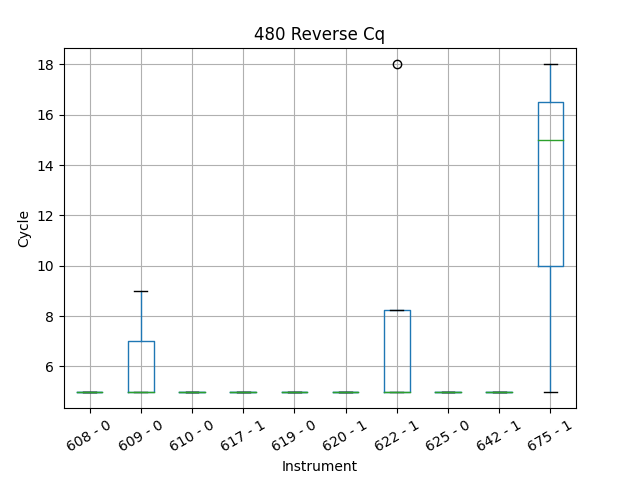 480 Reverse Cq
18
16
14
12
10
8
6
Cycle
608 - 0
609 - 0
610 - 0
617 - 1
619 - 0
620 - 1
622 - 1
625 - 0
642 - 1
675 - 1
Instrument